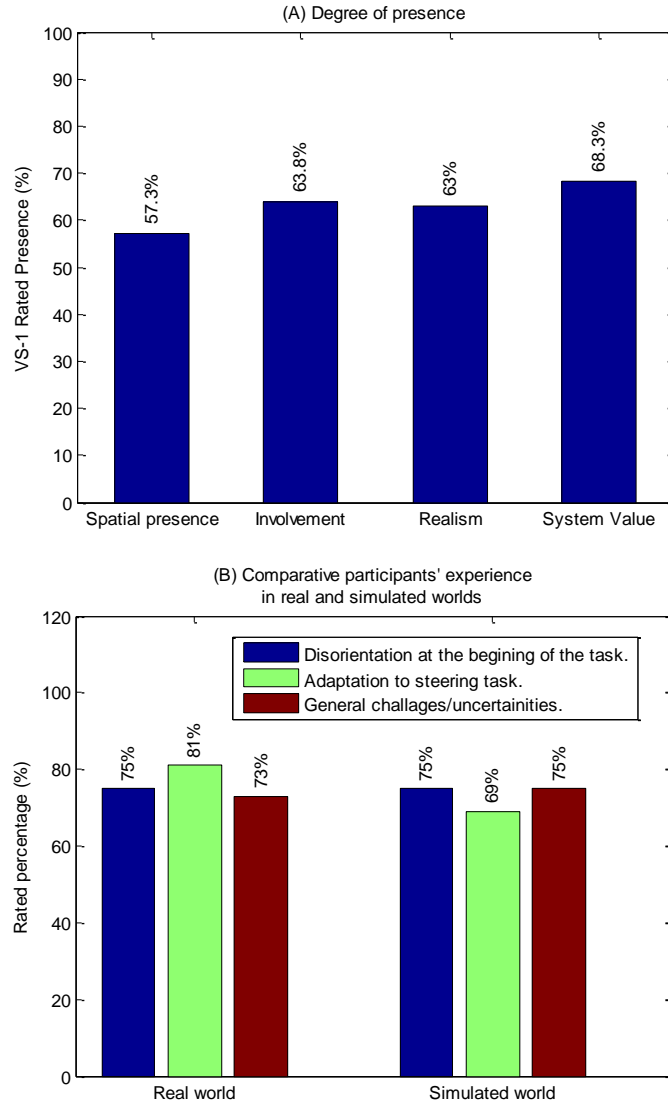 (A) Degree of presence
100
90
80
70
60
50
40
30
20
10
0
VS-1 Rated Presence (%)
57.3%
63.8%
63%
68.3%
Spatial presence
Involvement
Realism
System Value
(B) Comparative participants' experience
in real and simulated worlds
120
100
80
60
40
20
0
Rated percentage (%)
Disorientation at the begining of the task.
Adaptation to steering task.
General challages/uncertainities.
75%
81%
73%
75%
69%
75%
Real world
Simulated world